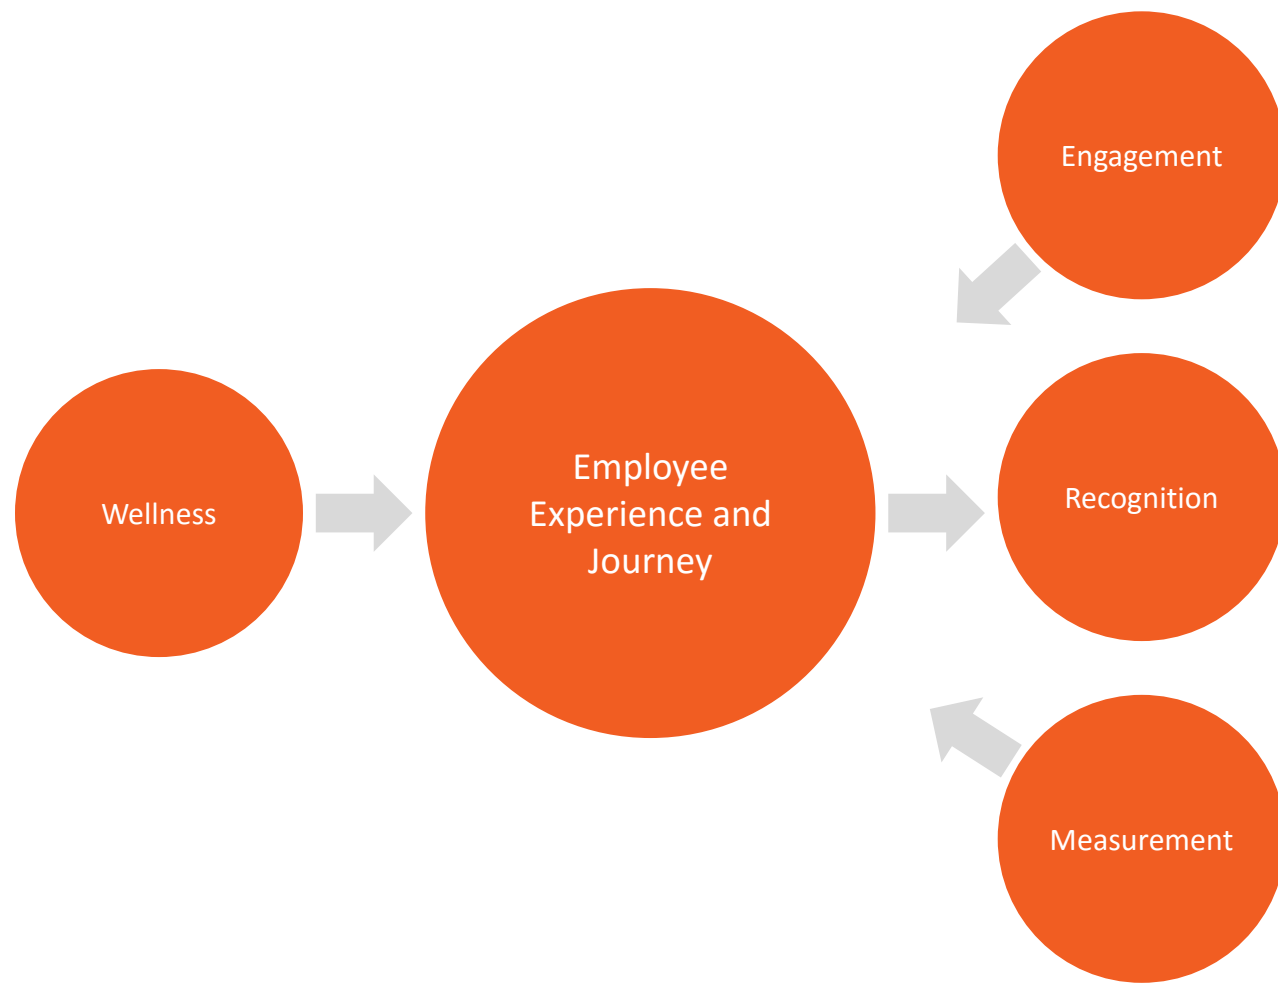 Engagement
Wellness
Employee
Experience and
Journey
Recognition
Measurement